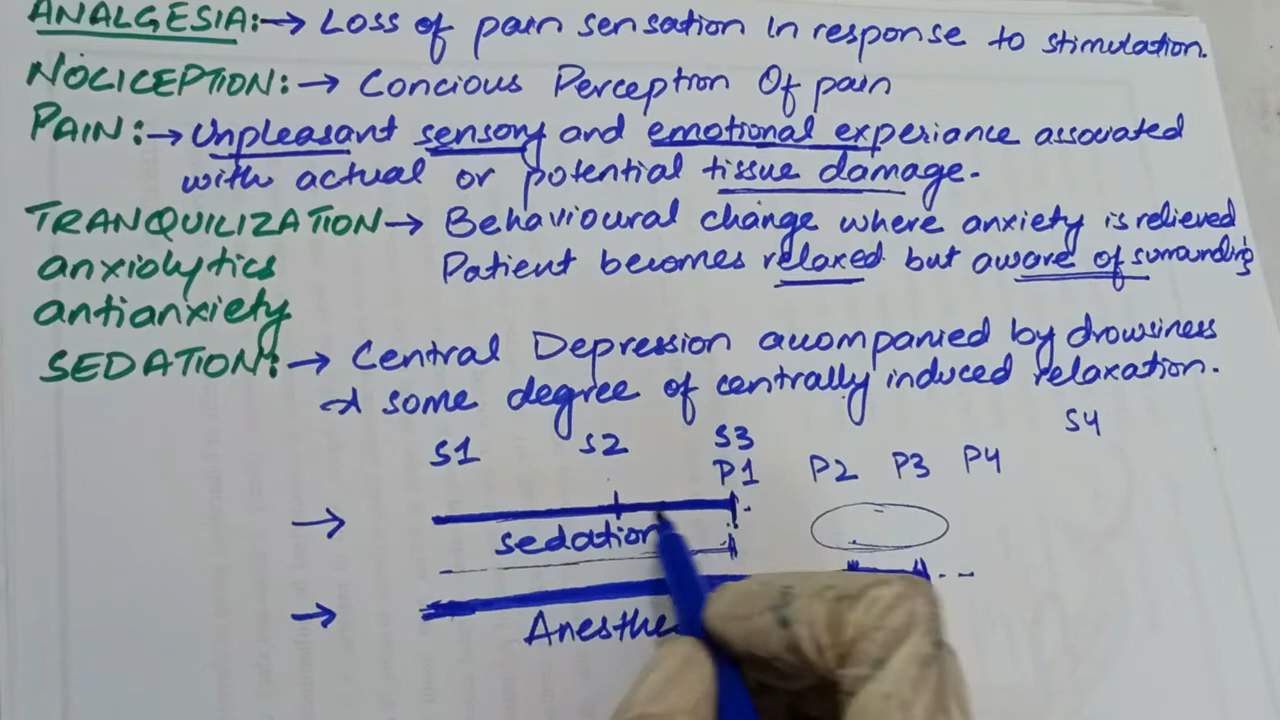 ANALGESIA:→ Loss of pain sensation in response to stimulation.
NOCICEPTION:→ Concious Perception Of pain
PAIN:→ Unpleasant sensory and emotional experiance associated
with actual or potential tissue damage.
TRANQUILIZATION→ Behavioural change where anxiety is relieved
anxiolytics Patient becomes relaxed but aware of surrounding
antianxiety
SEDATION:→ Central Depression accompanied by drowsiness
& some degree of centrally induced relaxation.
S1 S2 S3 S4
P1 P2 P3 P4
→ sedation
→ Anesthe